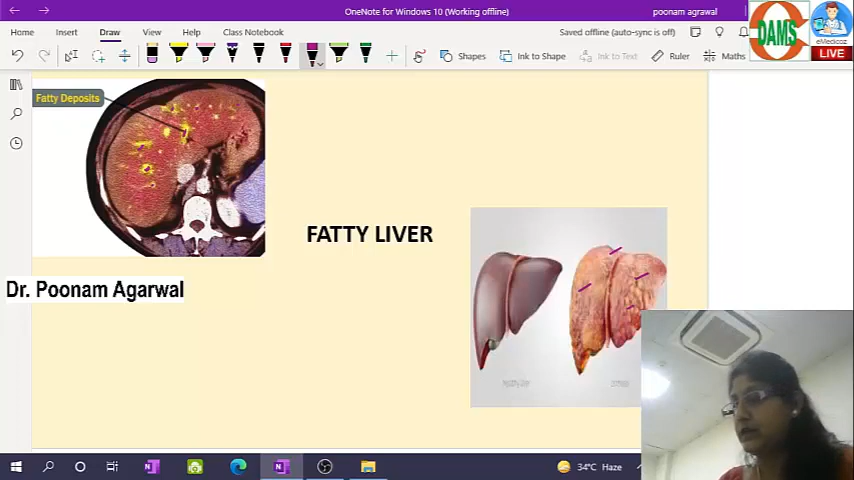 OneNote for Windows 10 (Working offline)
poonam agrawal
Home
Insert
Draw
View
Help
Class Notebook
Saved offline (auto-sync is off)
Shapes
Ink to Shape
Ink to Text
Ruler
Maths
DAMS
eMedicoz
LIVE
Fatty Deposits
FATTY LIVER
Dr. Poonam Agarwal
34°C Haze